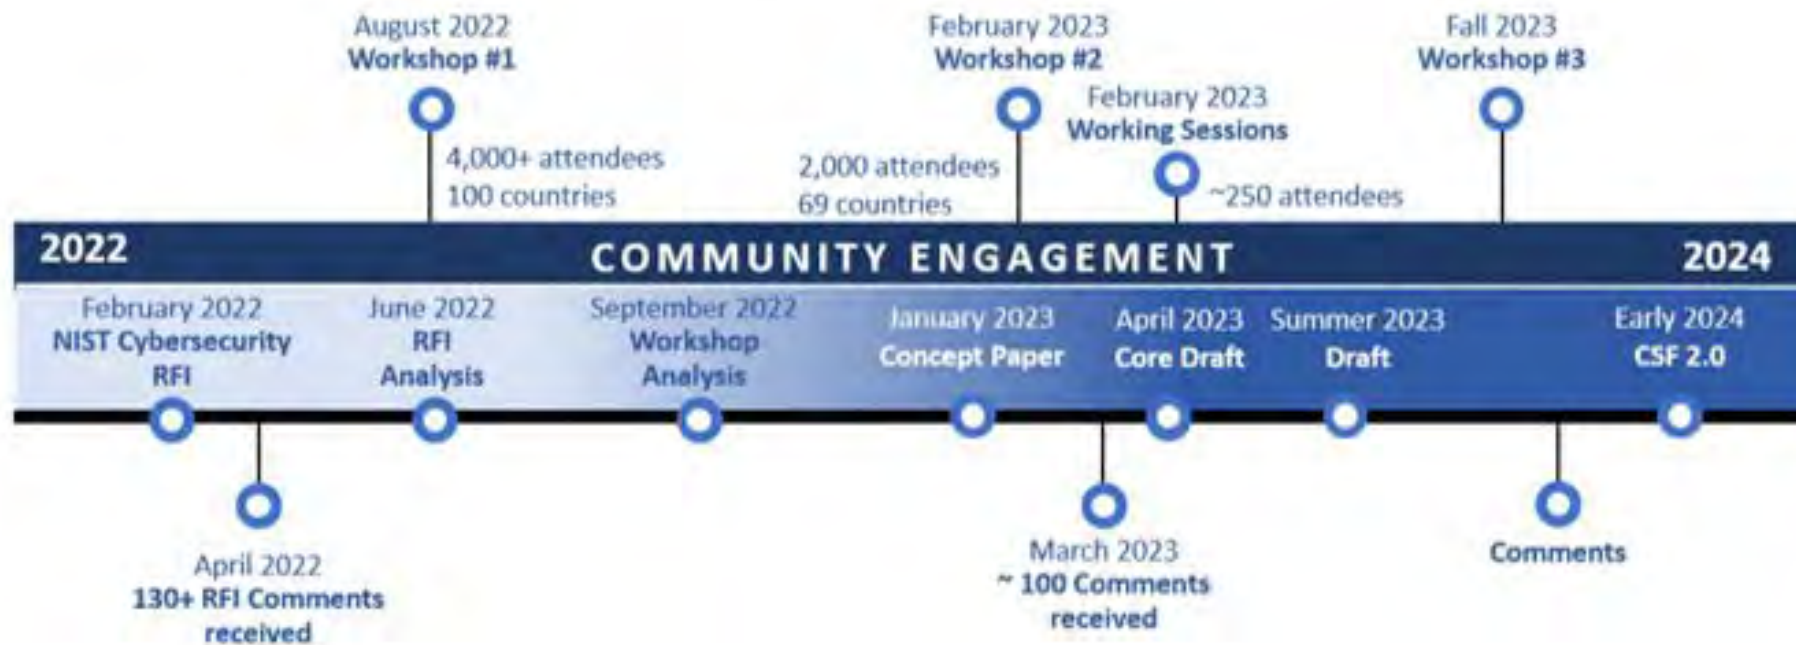 August 2022
Workshop #1
4,000+ attendees
100 countries
February 2023
Workshop #2
2,000 attendees
69 countries
February 2023
Working Sessions
~250 attendees
Fall 2023
Workshop #3
2022
COMMUNITY ENGAGEMENT
2024
February 2022
NIST Cybersecurity
RFI
June 2022
RFI
Analysis
September 2022
Workshop
Analysis
January 2023
Concept Paper
April 2023
Core Draft
Summer 2023
Draft
Early 2024
CSF 2.0
April 2022
130+ RFI Comments
received
March 2023
~ 100 Comments
received
Comments